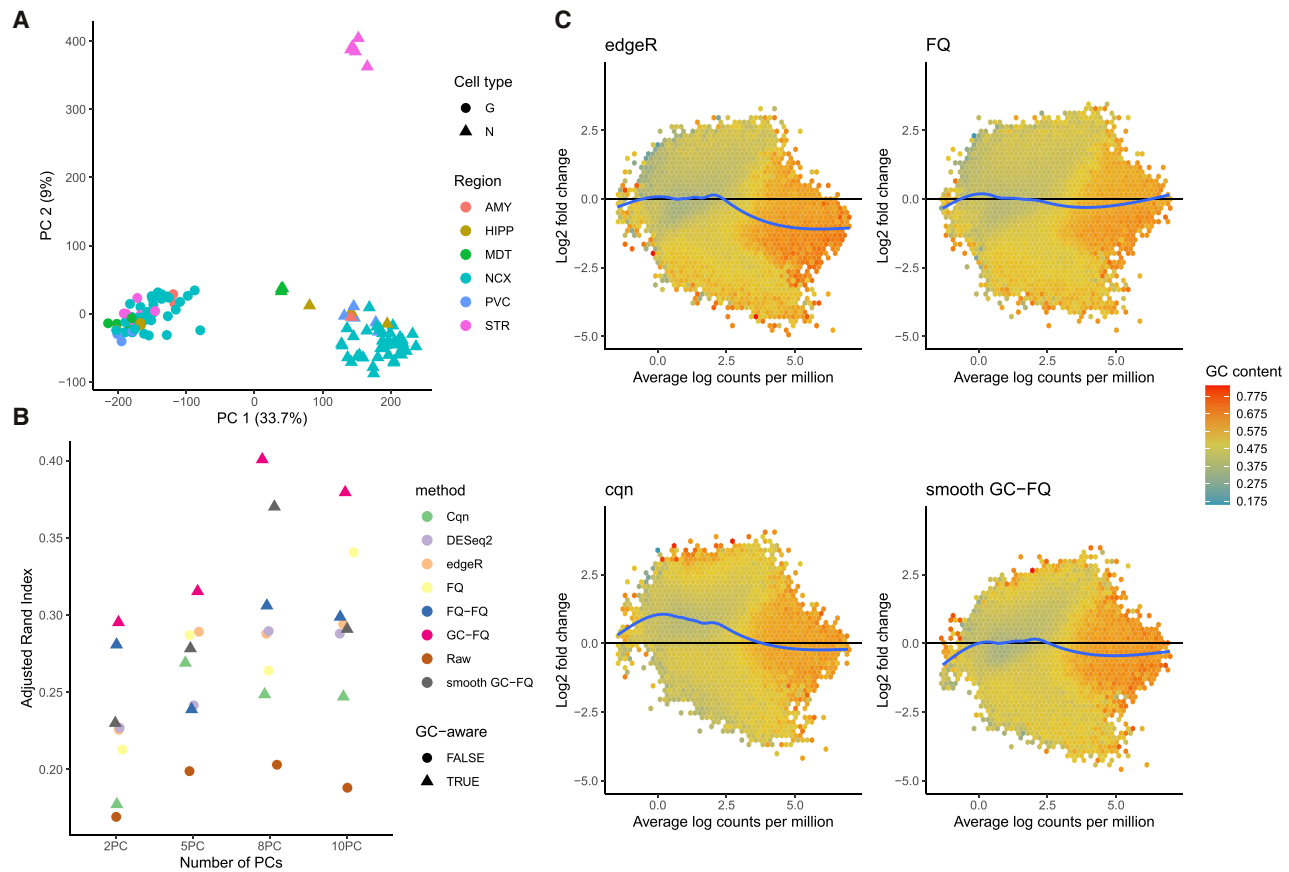 A
PC 2 (9%)
400
300
200
100
0
−100
−200
−100
0
100
200
PC 1 (33.7%)
Cell type
G
N
Region
AMY
HIPP
MDT
NCX
PVC
STR
B
Adjusted Rand Index
0.40
0.35
0.30
0.25
0.20
2PC
5PC
8PC
10PC
Number of PCs
method
Cqn
DESeq2
edgeR
FQ
FQ−FQ
GC−FQ
Raw
smooth GC−FQ
GC−aware
FALSE
TRUE
C
edgeR
Log2 fold change
2.5
0.0
−2.5
−5.0
0.0
2.5
5.0
Average log counts per million
FQ
Log2 fold change
2.5
0.0
−2.5
−5.0
0.0
2.5
5.0
Average log counts per million
cqn
Log2 fold change
2.5
0.0
−2.5
−5.0
0.0
2.5
5.0
Average log counts per million
smooth GC−FQ
Log2 fold change
2.5
0.0
−2.5
−5.0
0.0
2.5
5.0
Average log counts per million
GC content
0.775
0.675
0.575
0.475
0.375
0.275
0.175